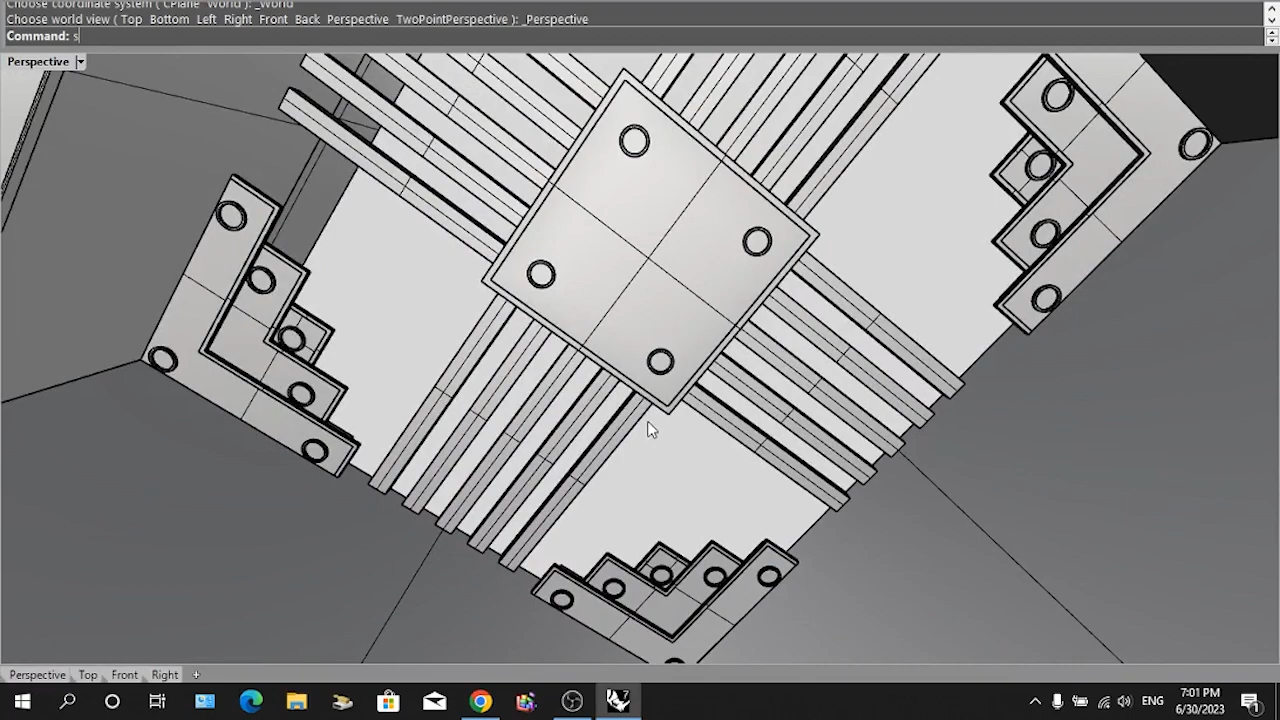 Choose coordinate system ( CPlane World ): _World
Choose world view ( Top Bottom Left Right Front Back Perspective TwoPointPerspective ): _Perspective
Command: s
Perspective
Perspective Top Front Right
ENG
7:01 PM
6/30/2023
1